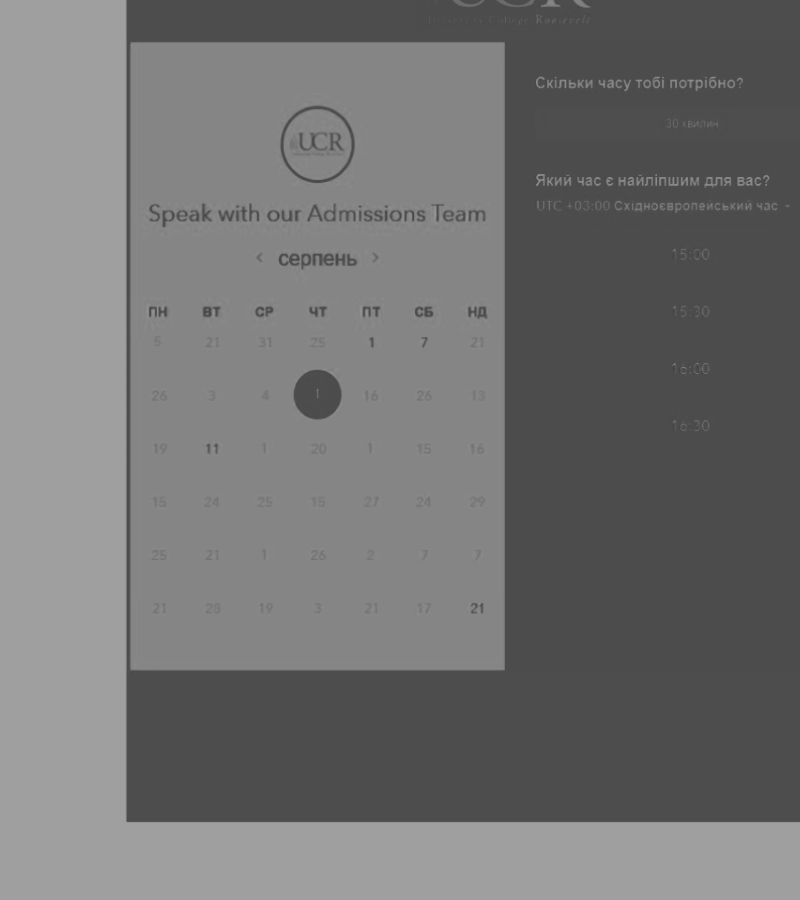 UCR
University College Roosevelt
UCR
Speak with our Admissions Team
‹ серпень ›
ПН ВТ СР ЧТ ПТ СБ НД
5 21 31 25 1 7 21
26 3 4 1 16 26 13
19 11 1 20 1 15 16
15 24 25 15 27 24 29
25 21 1 26 2 7 7
21 28 19 3 21 17 21
Скільки часу тобі потрібно?
30 хвилин
Який час є найліпшим для вас?
UTC +03:00 Східноєвропейський час
15:00
15:30
16:00
16:30